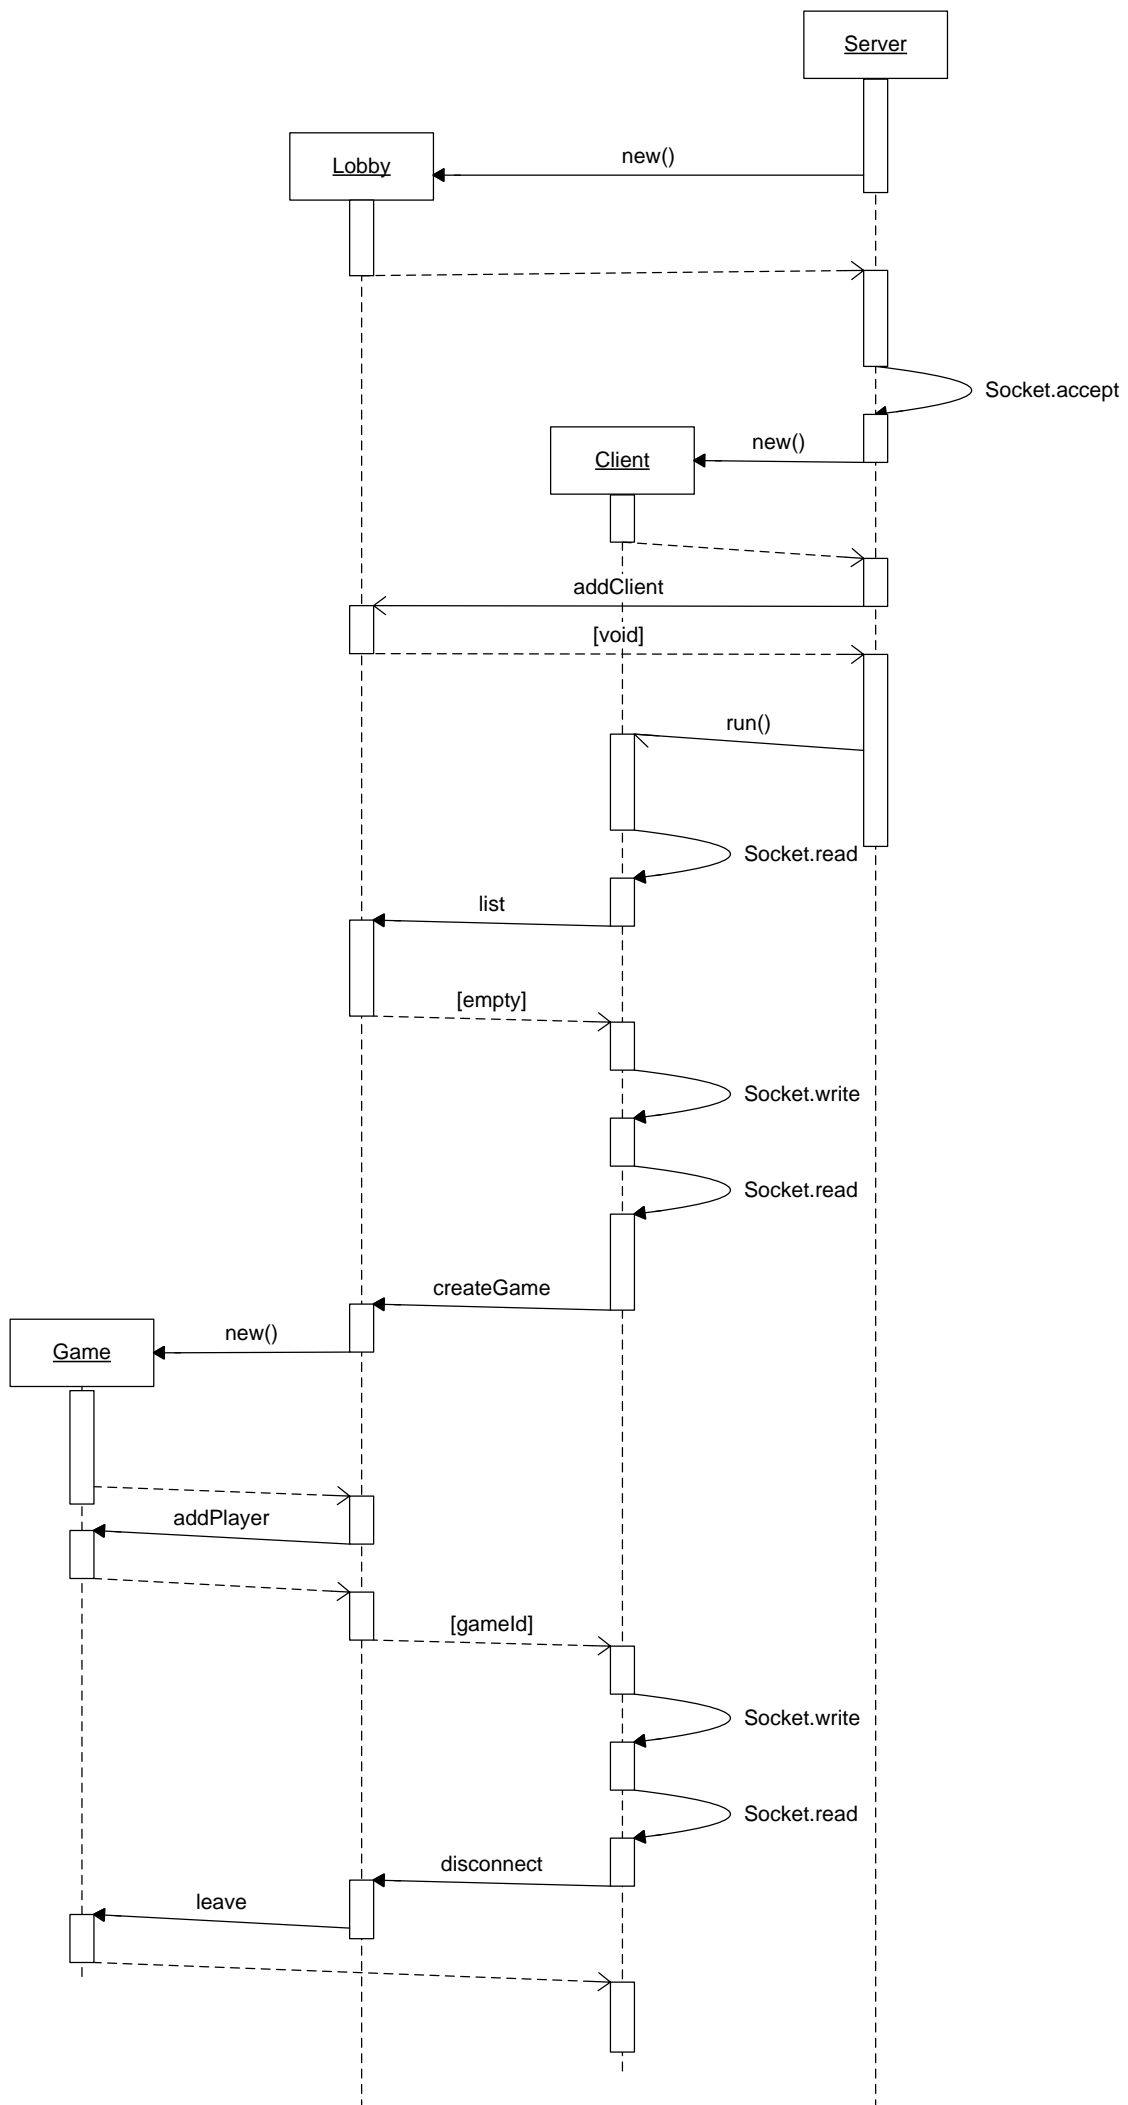 Server
Lobby
new()
Socket.accept
Client
new()
addClient
[void]
run()
Socket.read
list
[empty]
Socket.write
Socket.read
createGame
Game
new()
addPlayer
[gameId]
Socket.write
Socket.read
disconnect
leave